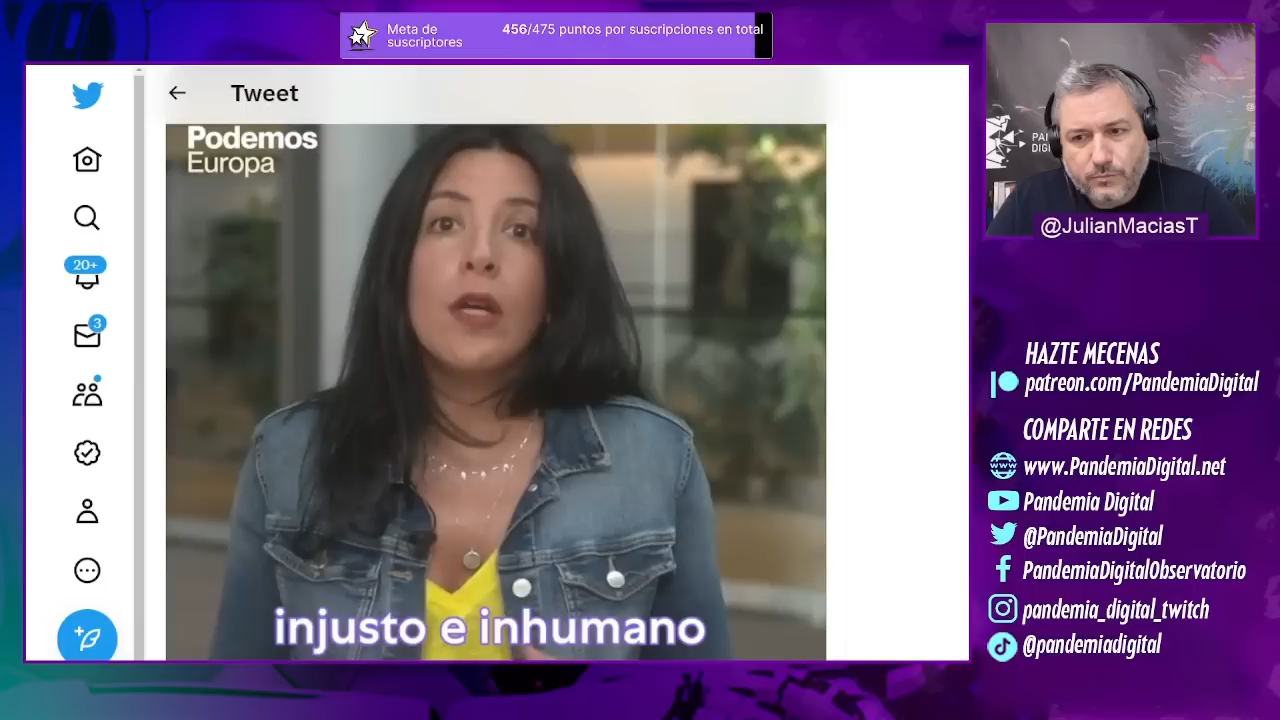 Meta de
suscriptores
456/475 puntos por suscripciones en total
Tweet
Podemos
Europa
20+
3
injusto e inhumano
@JulianMaciasT
HAZTE MECENAS
patreon.com/PandemiaDigital
COMPARTE EN REDES
www
www.PandemiaDigital.net
Pandemia Digital
@PandemiaDigital
PandemiaDigitalObservatorio
pandemia_digital_twitch
@pandemiadigital